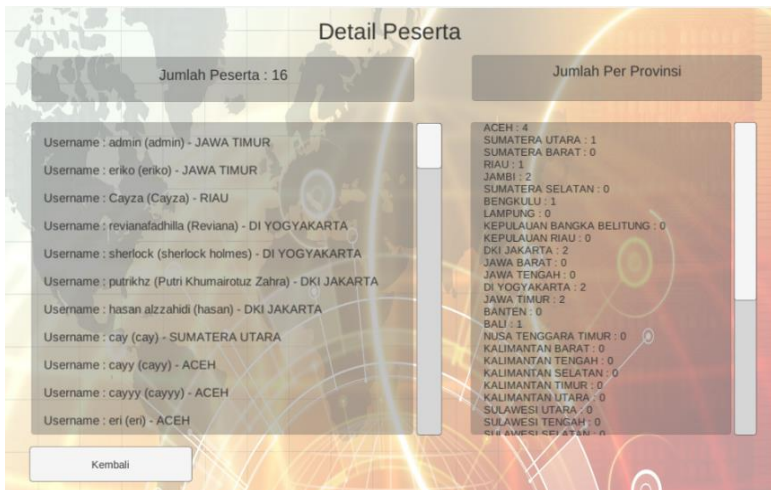 Detail Peserta
Jumlah Peserta : 16
Username : admin (admin) - JAWA TIMUR
Username : eriko (eriko) - JAWA TIMUR
Username : Cayza (Cayza) - RIAU
Username : revianafadhilla (Reviana) - DI YOGYAKARTA
Username : sherlock (sherlock holmes) - DI YOGYAKARTA
Username : putrikhz (Putri Khumairotuz Zahra) - DKI JAKARTA
Username : hasan alzzahidi (hasan) - DKI JAKARTA
Username : cay (cay) - SUMATERA UTARA
Username : cayy (cayy) - ACEH
Username : cayyy (cayyy) - ACEH
Username : eri (eri) - ACEH
Jumlah Per Provinsi
ACEH : 4
SUMATERA UTARA : 1
SUMATERA BARAT : 0
RIAU : 1
JAMBI : 2
SUMATERA SELATAN : 0
BENGKULU : 1
LAMPUNG : 0
KEPULAUAN BANGKA BELITUNG : 0
KEPULAUAN RIAU : 0
DKI JAKARTA : 2
JAWA BARAT : 0
JAWA TENGAH : 0
DI YOGYAKARTA : 2
JAWA TIMUR : 2
BANTEN : 0
BALI : 1
NUSA TENGGARA TIMUR : 0
KALIMANTAN BARAT : 0
KALIMANTAN TENGAH : 0
KALIMANTAN SELATAN : 0
KALIMANTAN TIMUR : 0
KALIMANTAN UTARA : 0
SULAWESI UTARA : 0
SULAWESI TENGAH : 0
SULAWESI SELATAN : 0
Kembali